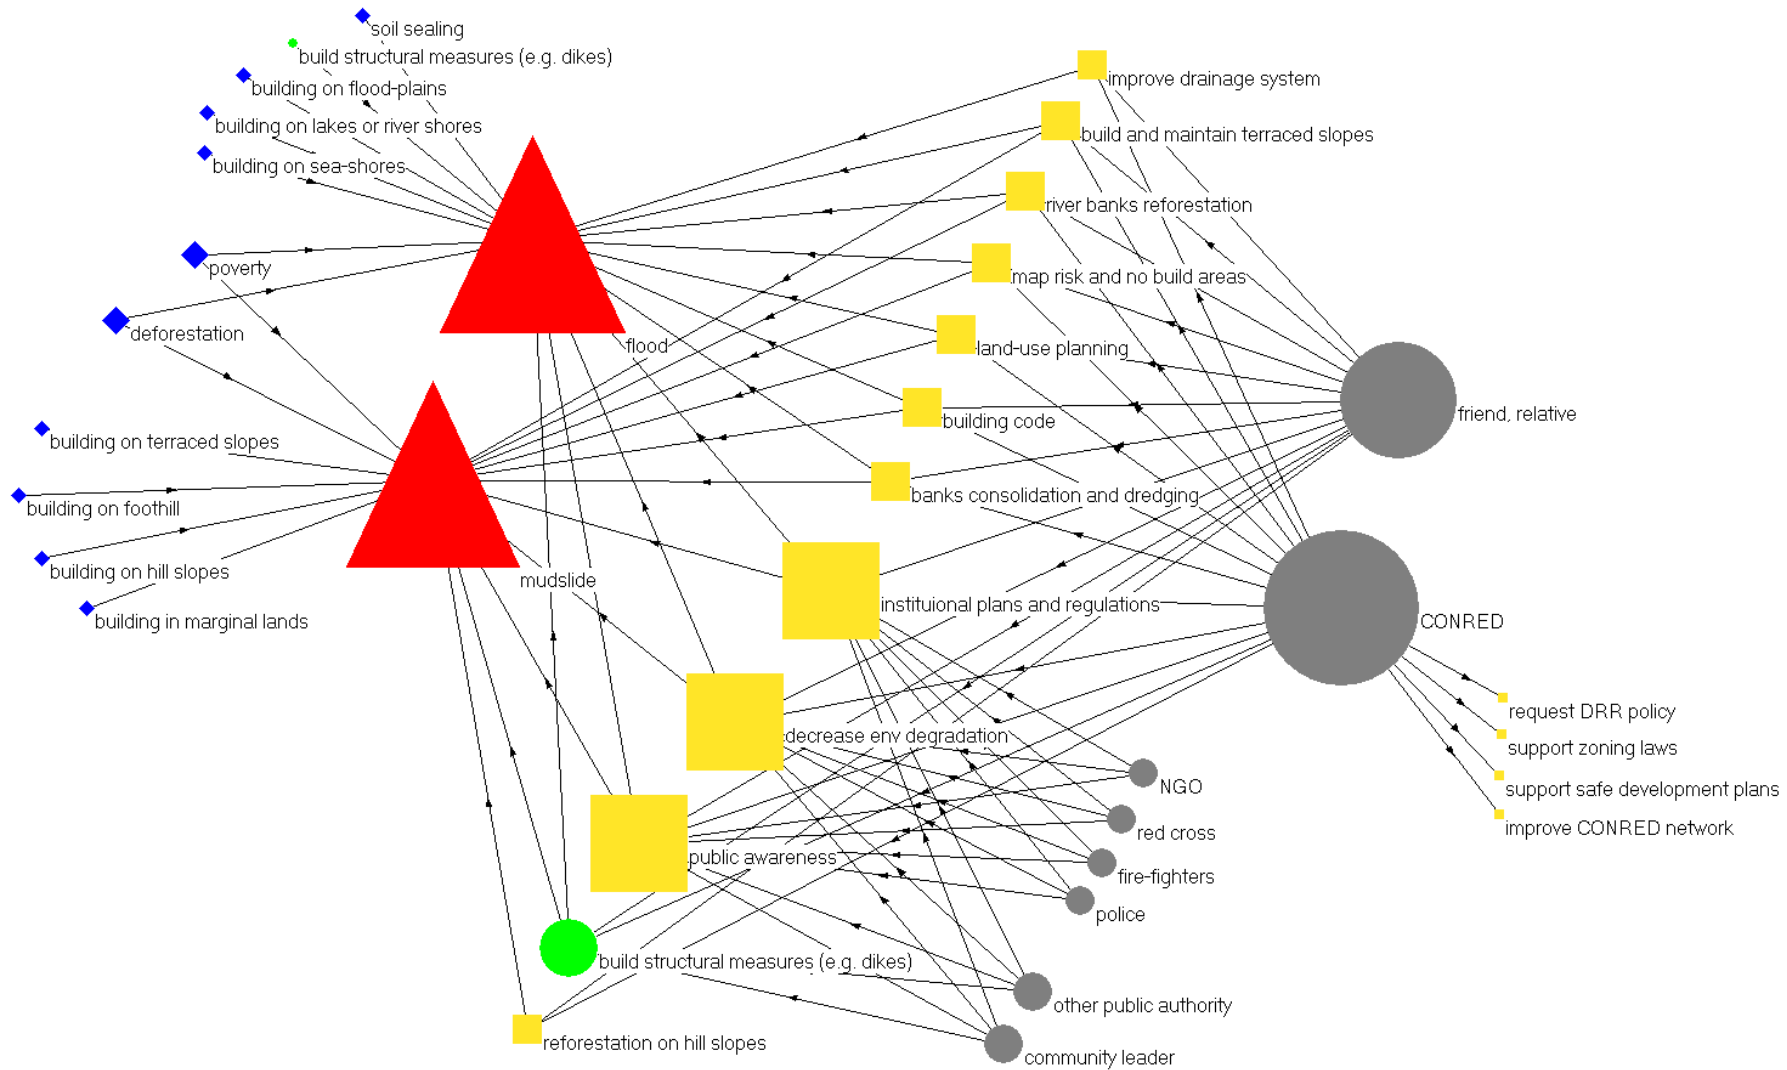 soil sealing
build structural measures (e.g. dikes)
improve drainage system
building on flood-plains
building on lakes or river shores
build and maintain terraced slopes
building on sea-shores
river banks reforestation
poverty
map risk and no build areas
deforestation
flood
land-use planning
friend, relative
building code
building on terraced slopes
banks consolidation and dredging
building on foothill
building on hill slopes
mudslide
instituional plans and regulations
building in marginal lands
CONRED
request DRR policy
decrease env degradation
support zoning laws
NGO
support safe development plans
red cross
improve CONRED network
public awareness
fire-fighters
police
build structural measures (e.g. dikes)
other public authority
reforestation on hill slopes
community leader